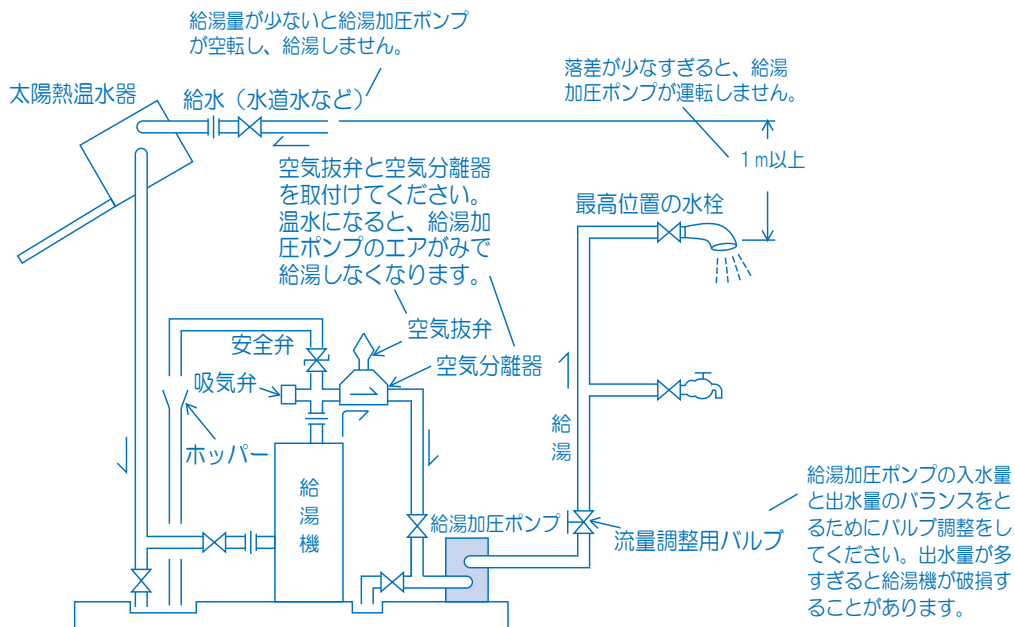 給湯量が少ないと給湯加圧ポンプ
が空転し、給湯しません。
落差が少なすぎると、給湯
加圧ポンプが運転しません。
太陽熱温水器
給水（水道水など）
1m以上
空気抜弁と空気分離器
を取付けてください。
温水になると、給湯加
圧ポンプのエアがみで
給湯しなくなります。
最高位置の水栓
安全弁
空気抜弁
空気分離器
吸気弁
ホッパー
給湯
給湯機
給湯加圧ポンプ
流量調整用バルブ
給湯加圧ポンプの入水量
と出水量のバランスをと
るためにバルブ調整をし
てください。出水量が多
すぎると給湯機が破損す
ることがあります。